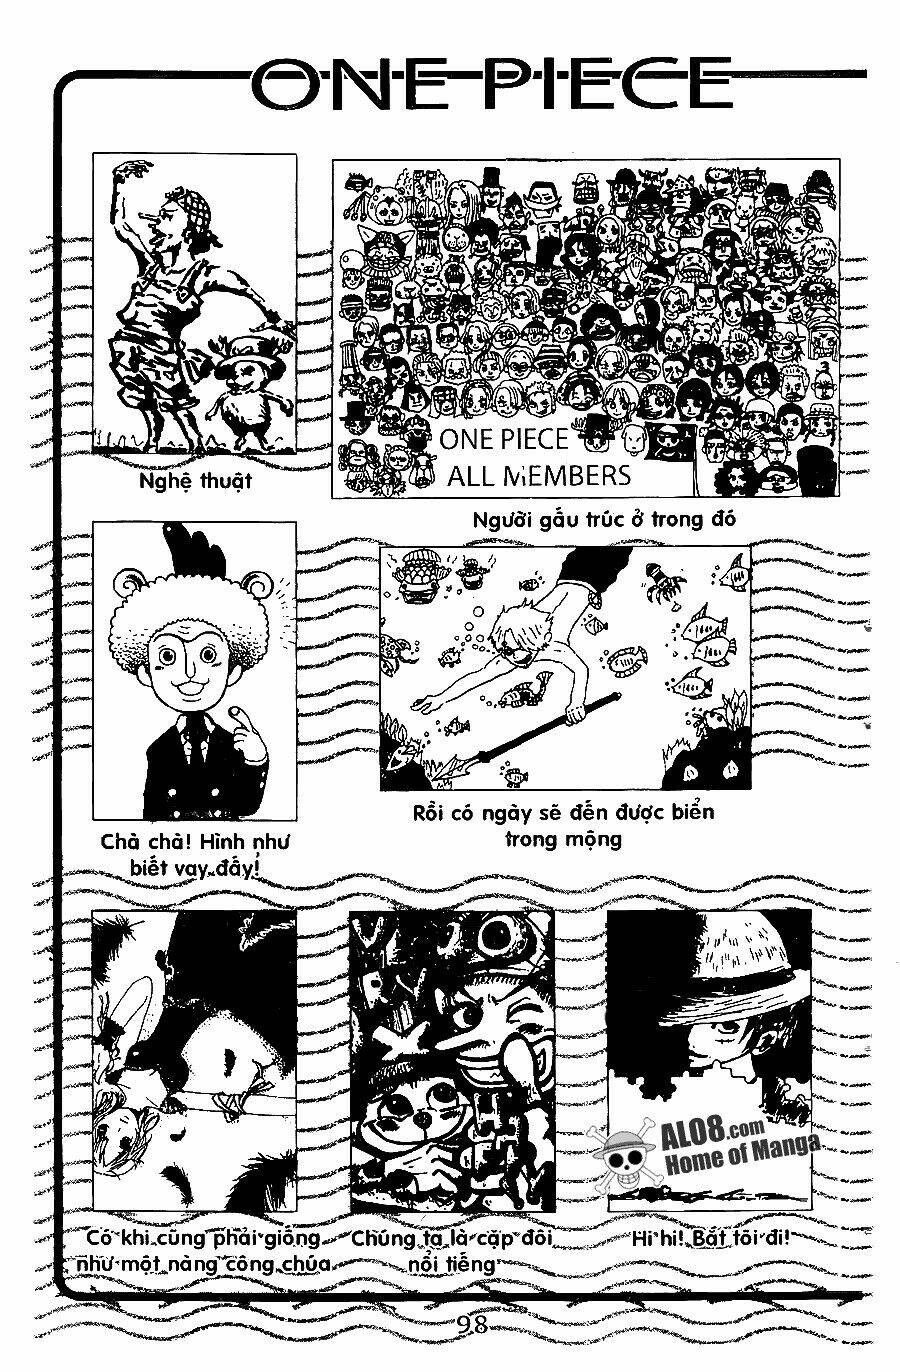 ONE PIECE
Nghệ thuật
ONE PIECE
ALL MEMBERS
Người gấu trúc ở trong đó
Chà chà! Hình như
biết vay..đấy!
Rồi có ngày sẽ đến được biển
trong mộng
AL08.com
Home of Manga
Có khi cũng phải giống
như một nàng công chúa
Chúng ta là cặp đôi
nổi tiếng
Hi hi! Bắt tôi đi!
98